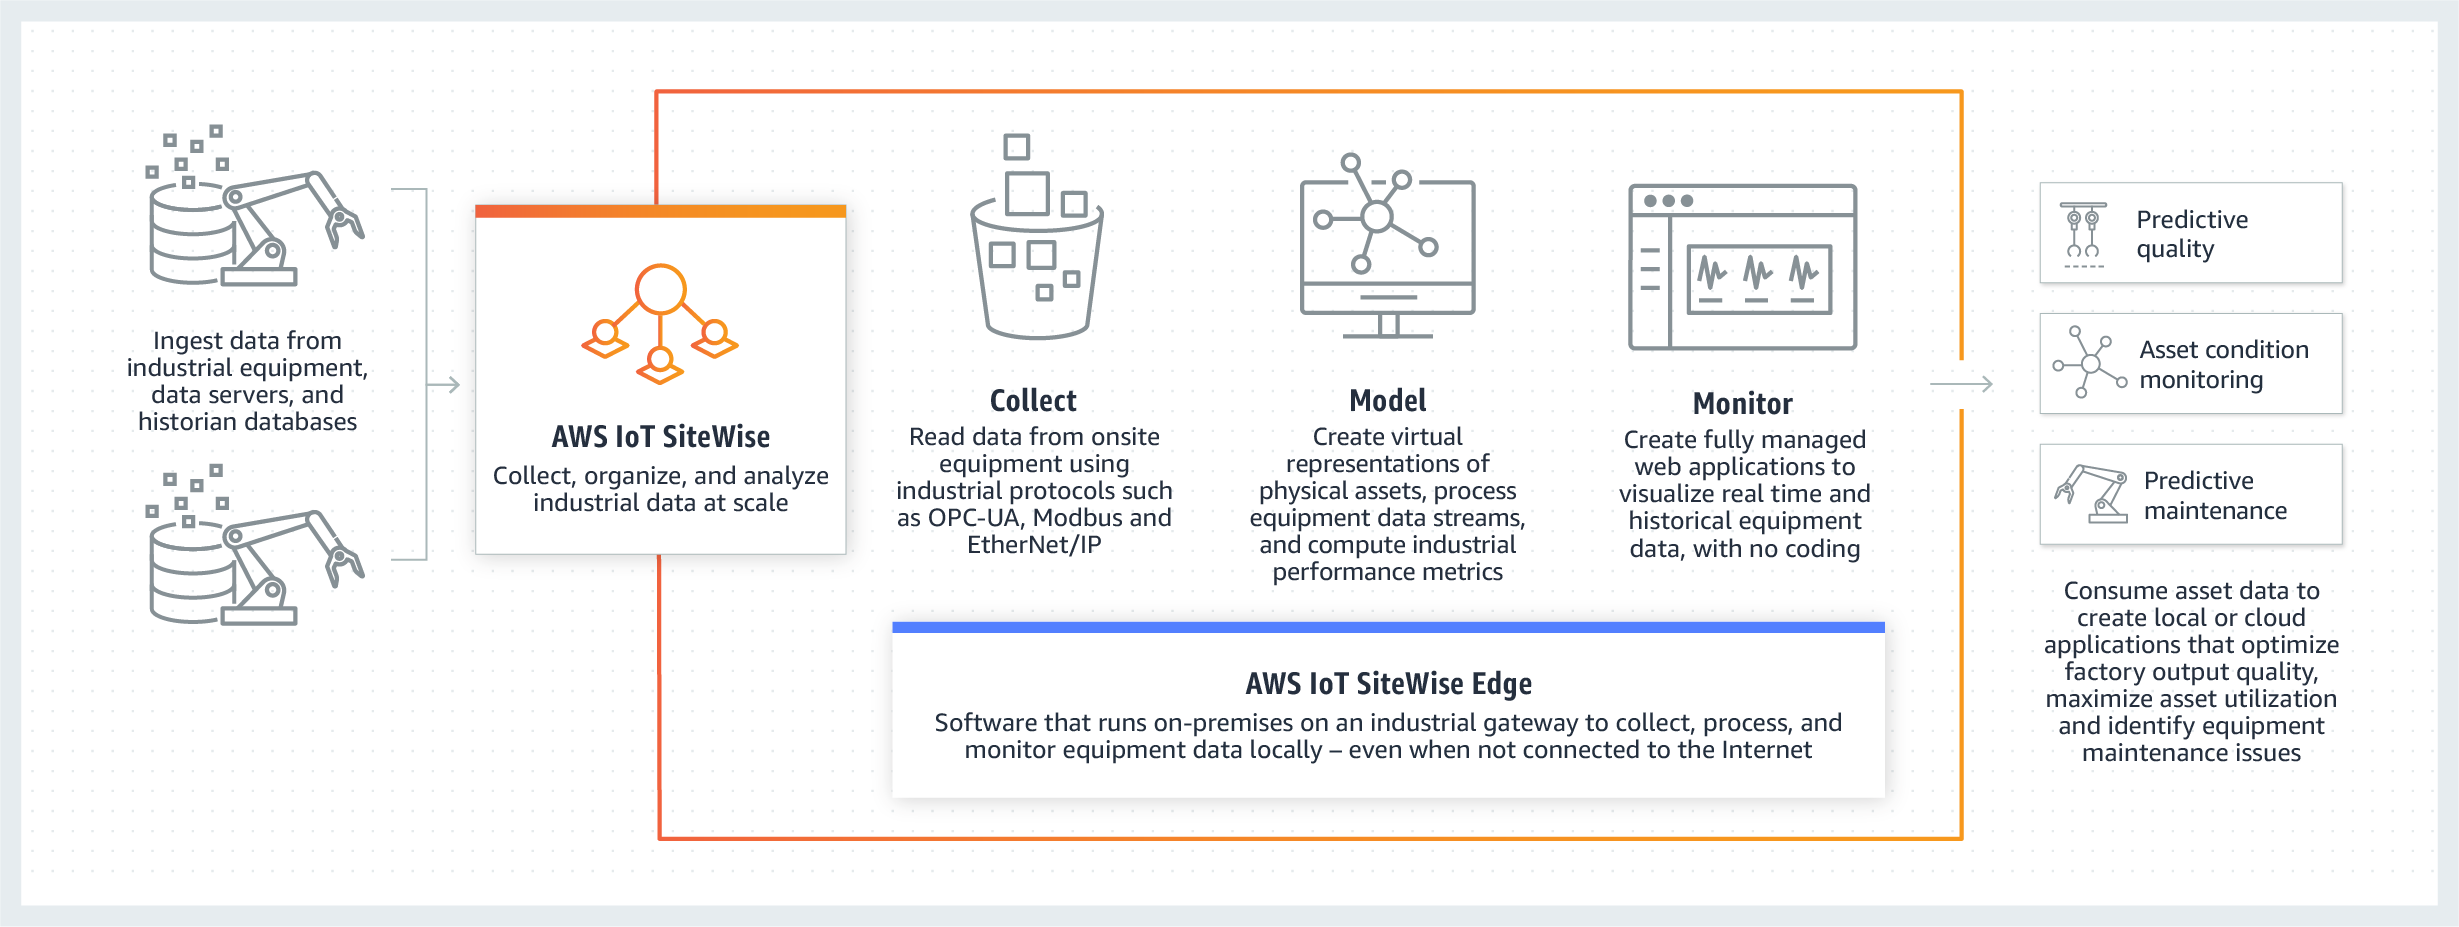 Ingest data from
industrial equipment,
data servers, and
historian databases
AWS IoT SiteWise
Collect, organize, and analyze
industrial data at scale
Collect
Read data from onsite
equipment using
industrial protocols such
as OPC-UA, Modbus and
EtherNet/IP
Model
Create virtual
representations of
physical assets, process
equipment data streams,
and compute industrial
performance metrics
Monitor
Create fully managed
web applications to
visualize real time and
historical equipment
data, with no coding
AWS IoT SiteWise Edge
Software that runs on-premises on an industrial gateway to collect, process, and
monitor equipment data locally – even when not connected to the Internet
Predictive
quality
Asset condition
monitoring
Predictive
maintenance
Consume asset data to
create local or cloud
applications that optimize
factory output quality,
maximize asset utilization
and identify equipment
maintenance issues